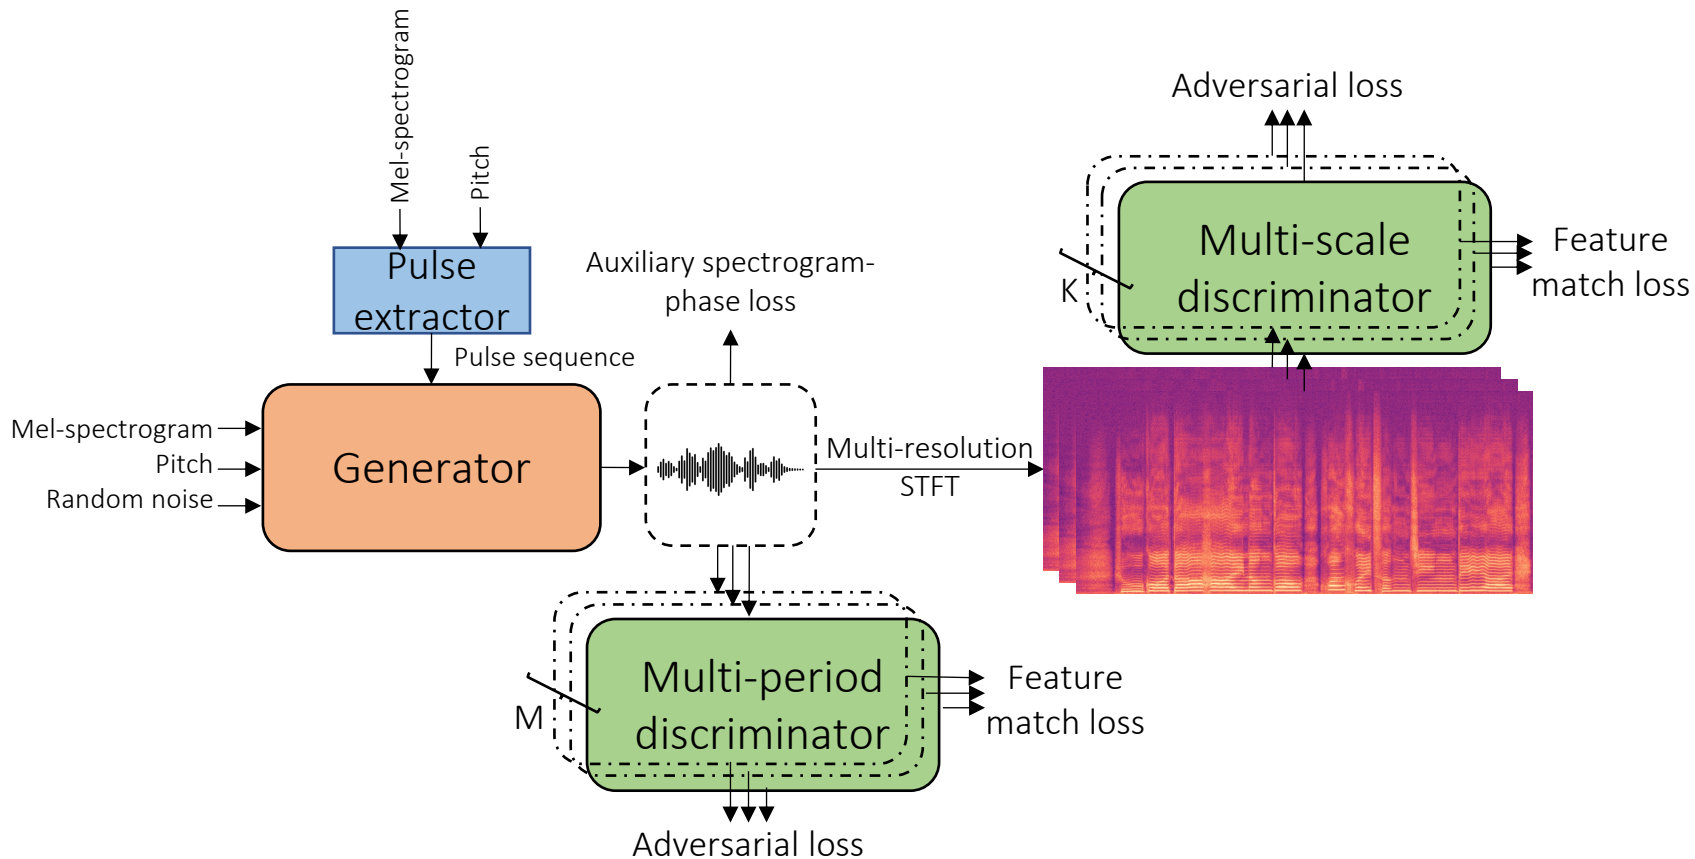 Mel-spectrogram
Pitch
Pulse
extractor
Pulse sequence
Mel-spectrogram
Pitch
Random noise
Generator
Auxiliary spectrogram-
phase loss
Multi-resolution
STFT
Adversarial loss
Multi-scale
discriminator
K
Feature
match loss
Multi-period
discriminator
M
Feature
match loss
Adversarial loss